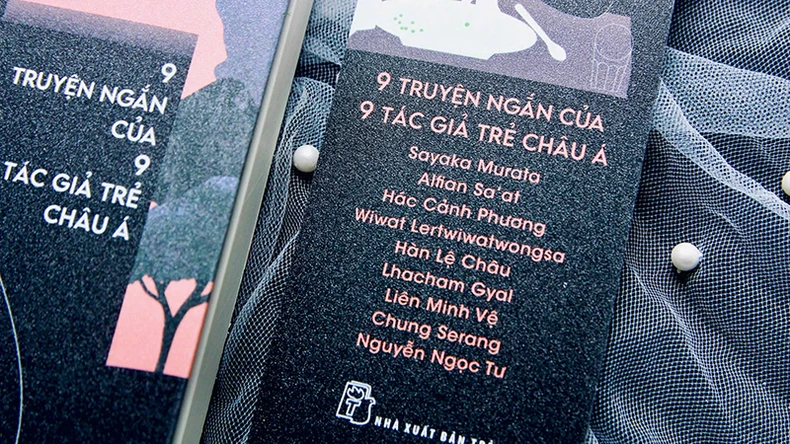 9
TRUYỆN NGẮN
CỦA
9
TÁC GIẢ TRẺ
CHÂU Á
9 TRUYỆN NGẮN CỦA
9 TÁC GIẢ TRẺ CHÂU Á
Sayaka Murata
Alfian Sa'at
Hác Cảnh Phương
Wiwat Lertwiwatwongsa
Hàn Lệ Châu
Lhacham Gyal
Liên Minh Vệ
Chung Serang
Nguyễn Ngọc Tư
NHÀ XUẤT BẢN